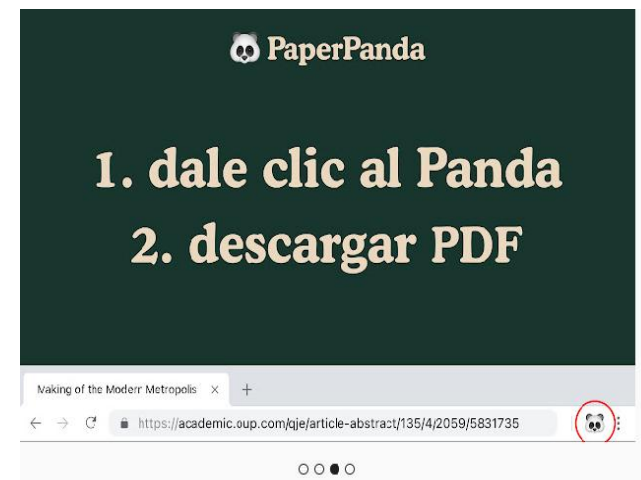 PaperPanda
1. dale clic al Panda
2. descargar PDF
Making of the Moderr Metropolis
https://academic.oup.com/qje/article-abstract/135/4/2059/5831735